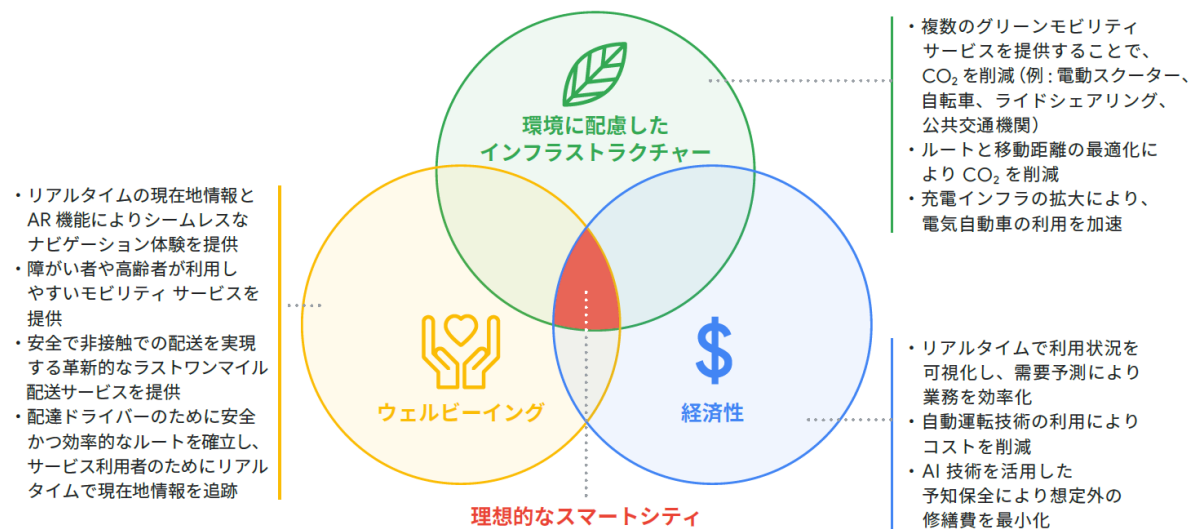 環境に配慮した
インフラストラクチャー
・複数のグリーンモビリティ
サービスを提供することで、
CO₂ を削減(例 : 電動スクーター、
自転車、ライドシェアリング、
公共交通機関)
・ルートと移動距離の最適化に
より CO₂ を削減
・充電インフラの拡大により、
電気自動車の利用を加速
・リアルタイムの現在地情報と
AR 機能によりシームレスな
ナビゲーション体験を提供
・障がい者や高齢者が利用し
やすいモビリティ サービスを
提供
・安全で非接触での配送を実現
する革新的なラストワンマイル
配送サービスを提供
・配達ドライバーのために安全
かつ効率的なルートを確立し、
サービス利用者のためにリアル
タイムで現在地情報を追跡
ウェルビーイング
$
経済性
・リアルタイムで利用状況を
可視化し、需要予測により
業務を効率化
・自動運転技術の利用により
コストを削減
・AI 技術を活用した
予知保全により想定外の
修繕費を最小化
理想的なスマートシティ